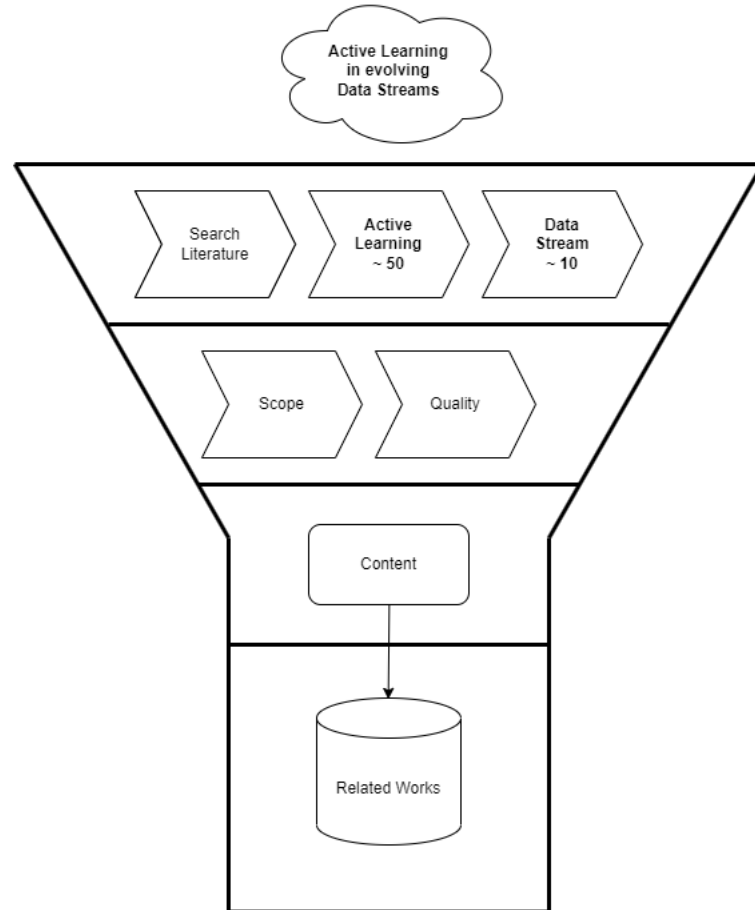 Active Learning
in evolving
Data Streams
Search
Literature
Active
Learning
~ 50
Data
Stream
~ 10
Scope
Quality
Content
Related Works